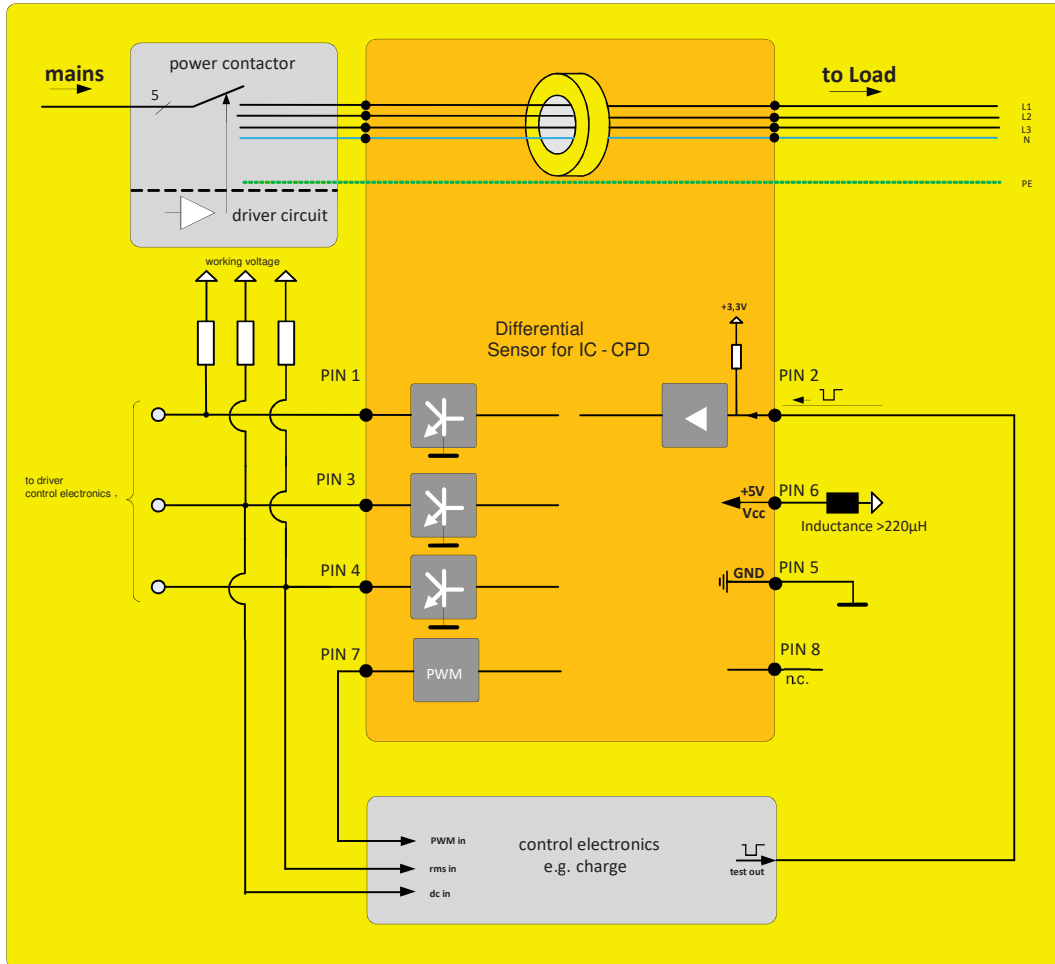 power contactor
mains
5
to Load
L1
L2
L3
N
PE
driver circuit
working voltage
+3,3V
Differential
Sensor for IC - CPD
PIN 1
PIN 2
to driver
control electronics ,
PIN 3
+5V
Vcc
PIN 6
Inductance >220µH
PIN 4
GND
PIN 5
PIN 7
PWM
PIN 8
n.c.
PWM in
rms in
dc in
control electronics
e.g. charge
test out